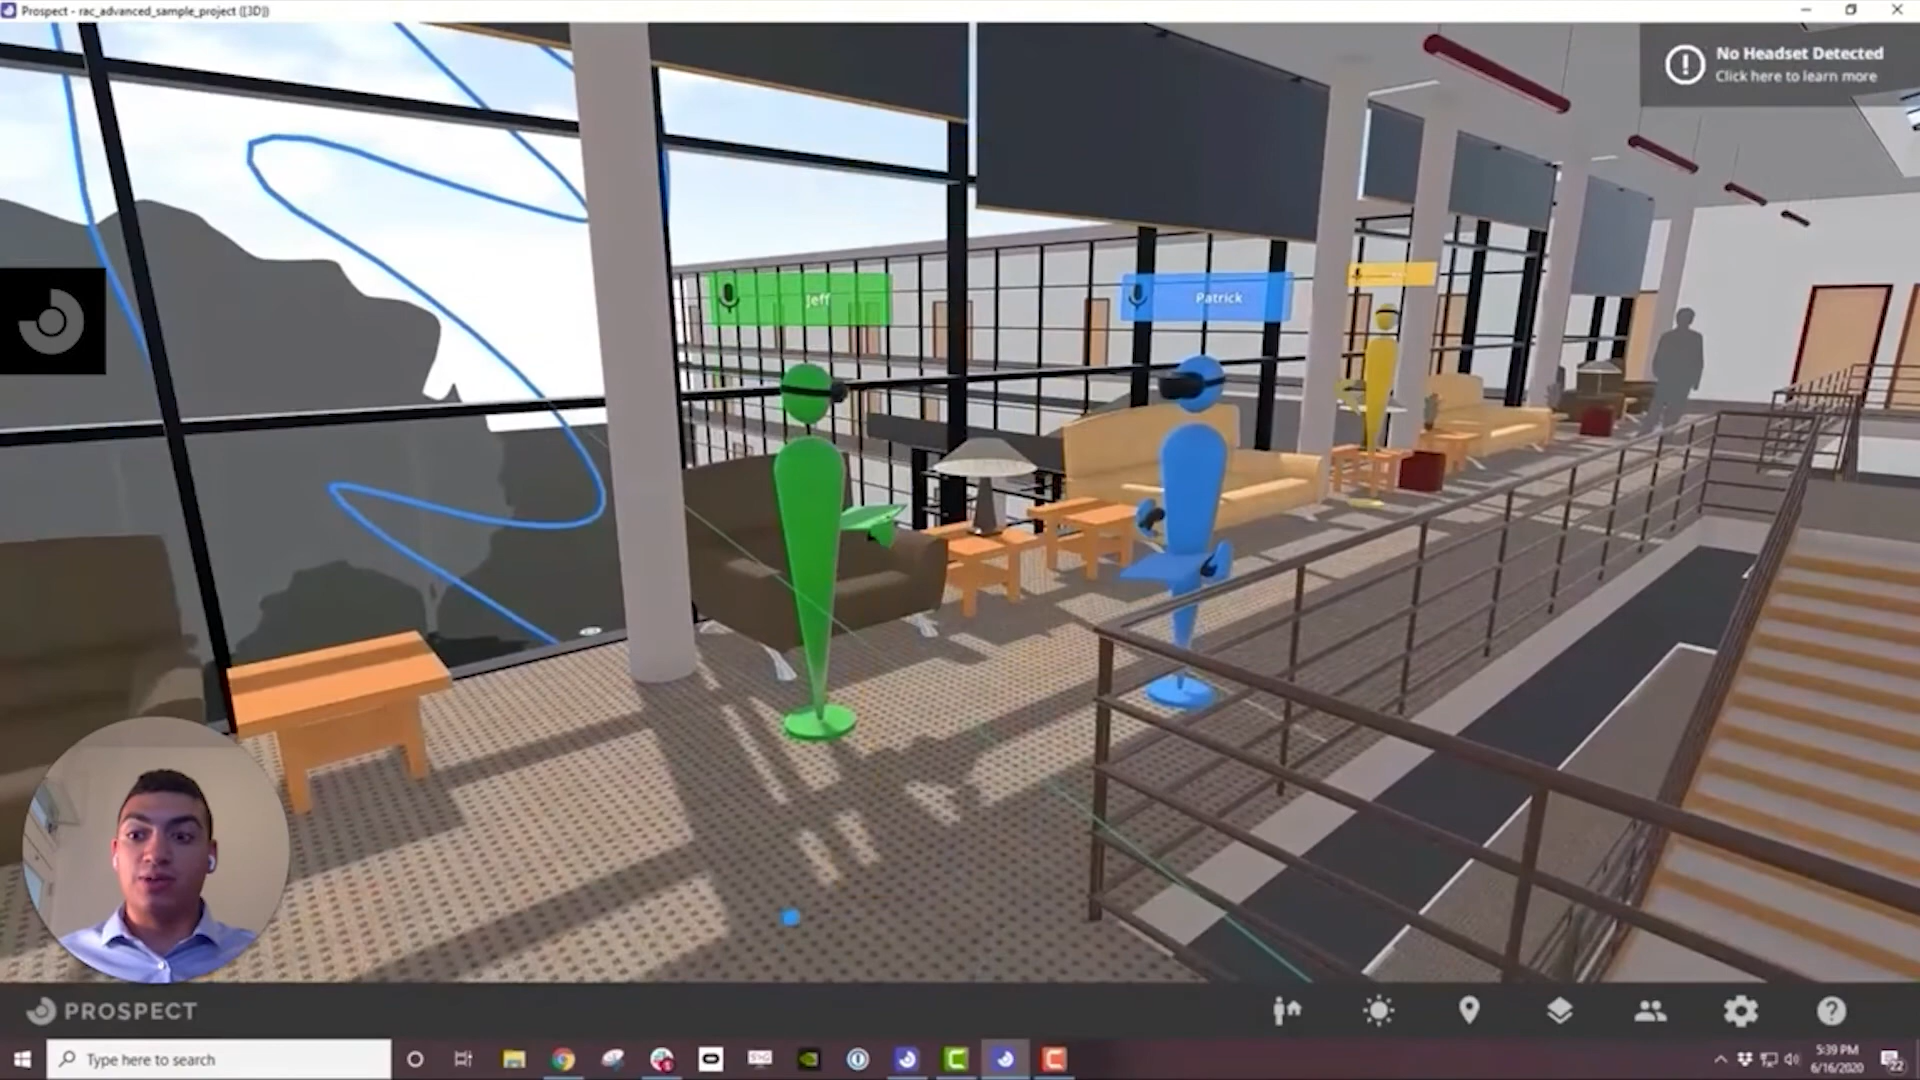 Prospect - rac_advanced_sample_project ([3D])
No Headset Detected
Click here to learn more
Jeff
Patrick
PROSPECT
Type here to search
5:39 PM
6/16/2020
22